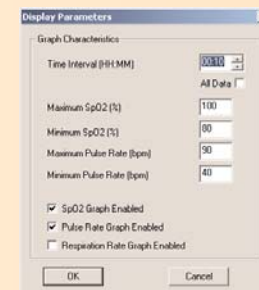 Display Parameters
Graph Characteristics
Time Interval (HH:MM) 00:10
All Data
Maximum SpO2 (%) 100
Minimum SpO2 (%) 80
Maximum Pulse Rate (bpm) 90
Minimum Pulse Rate (bpm) 40
SpO2 Graph Enabled
Pulse Rate Graph Enabled
Respiration Rate Graph Enabled
OK Cancel